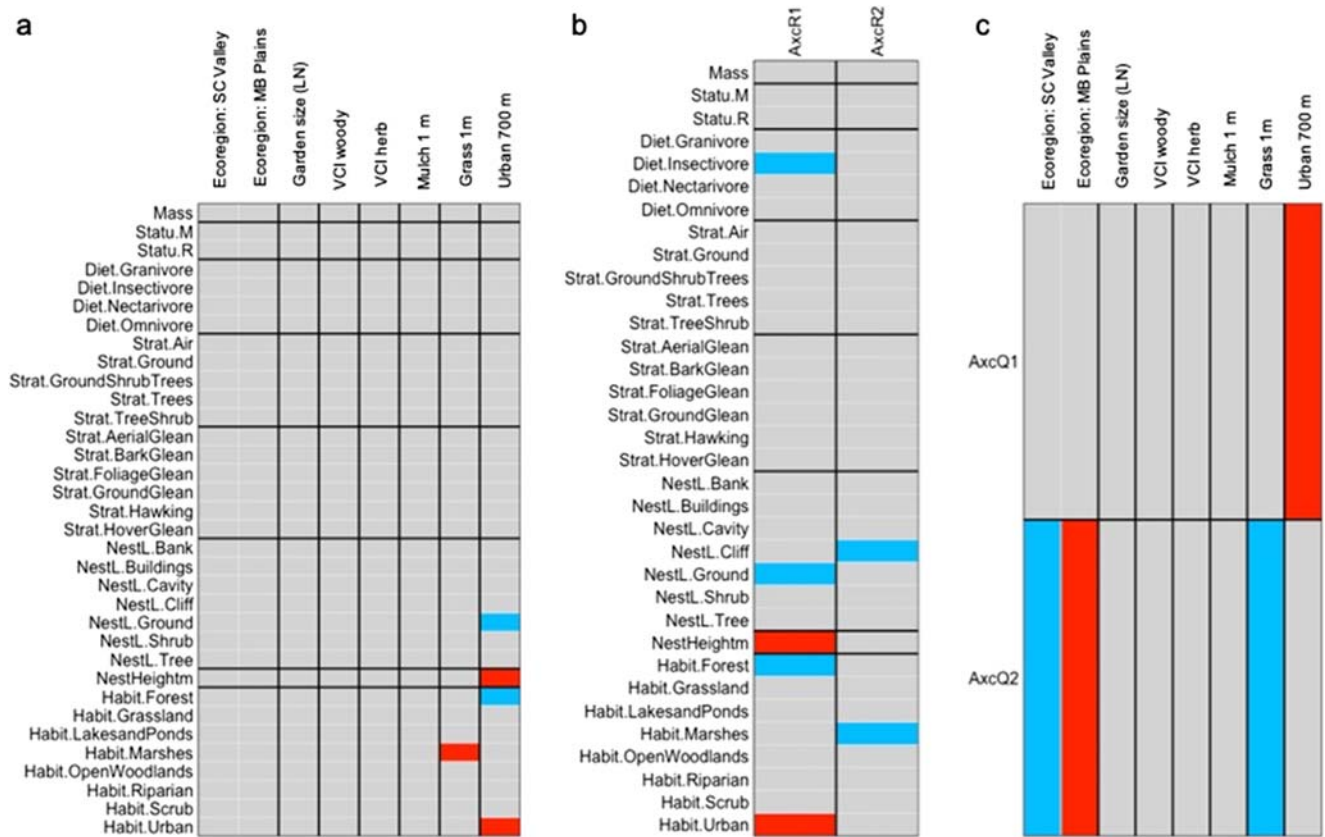 a
Ecoregion: SC Valley
Ecoregion: MB Plains
Garden size (LN)
VCI woody
VCI herb
Mulch 1 m
Grass 1m
Urban 700 m
Mass
Statu.M
Statu.R
Diet.Granivore
Diet.Insectivore
Diet.Nectarivore
Diet.Omnivore
Strat.Air
Strat.Ground
Strat.GroundShrubTrees
Strat.Trees
Strat.TreeShrub
Strat.AerialGlean
Strat.BarkGlean
Strat.FoliageGlean
Strat.GroundGlean
Strat.Hawking
Strat.HoverGlean
NestL.Bank
NestL.Buildings
NestL.Cavity
NestL.Cliff
NestL.Ground
NestL.Shrub
NestL.Tree
NestHeightm
Habit.Forest
Habit.Grassland
Habit.LakesandPonds
Habit.Marshes
Habit.OpenWoodlands
Habit.Riparian
Habit.Scrub
Habit.Urban
b
AxcR1
AxcR2
Mass
Statu.M
Statu.R
Diet.Granivore
Diet.Insectivore
Diet.Nectarivore
Diet.Omnivore
Strat.Air
Strat.Ground
Strat.GroundShrubTrees
Strat.Trees
Strat.TreeShrub
Strat.AerialGlean
Strat.BarkGlean
Strat.FoliageGlean
Strat.GroundGlean
Strat.Hawking
Strat.HoverGlean
NestL.Bank
NestL.Buildings
NestL.Cavity
NestL.Cliff
NestL.Ground
NestL.Shrub
NestL.Tree
NestHeightm
Habit.Forest
Habit.Grassland
Habit.LakesandPonds
Habit.Marshes
Habit.OpenWoodlands
Habit.Riparian
Habit.Scrub
Habit.Urban
c
Ecoregion: SC Valley
Ecoregion: MB Plains
Garden size (LN)
VCI woody
VCI herb
Mulch 1 m
Grass 1m
Urban 700 m
AxcQ1
AxcQ2